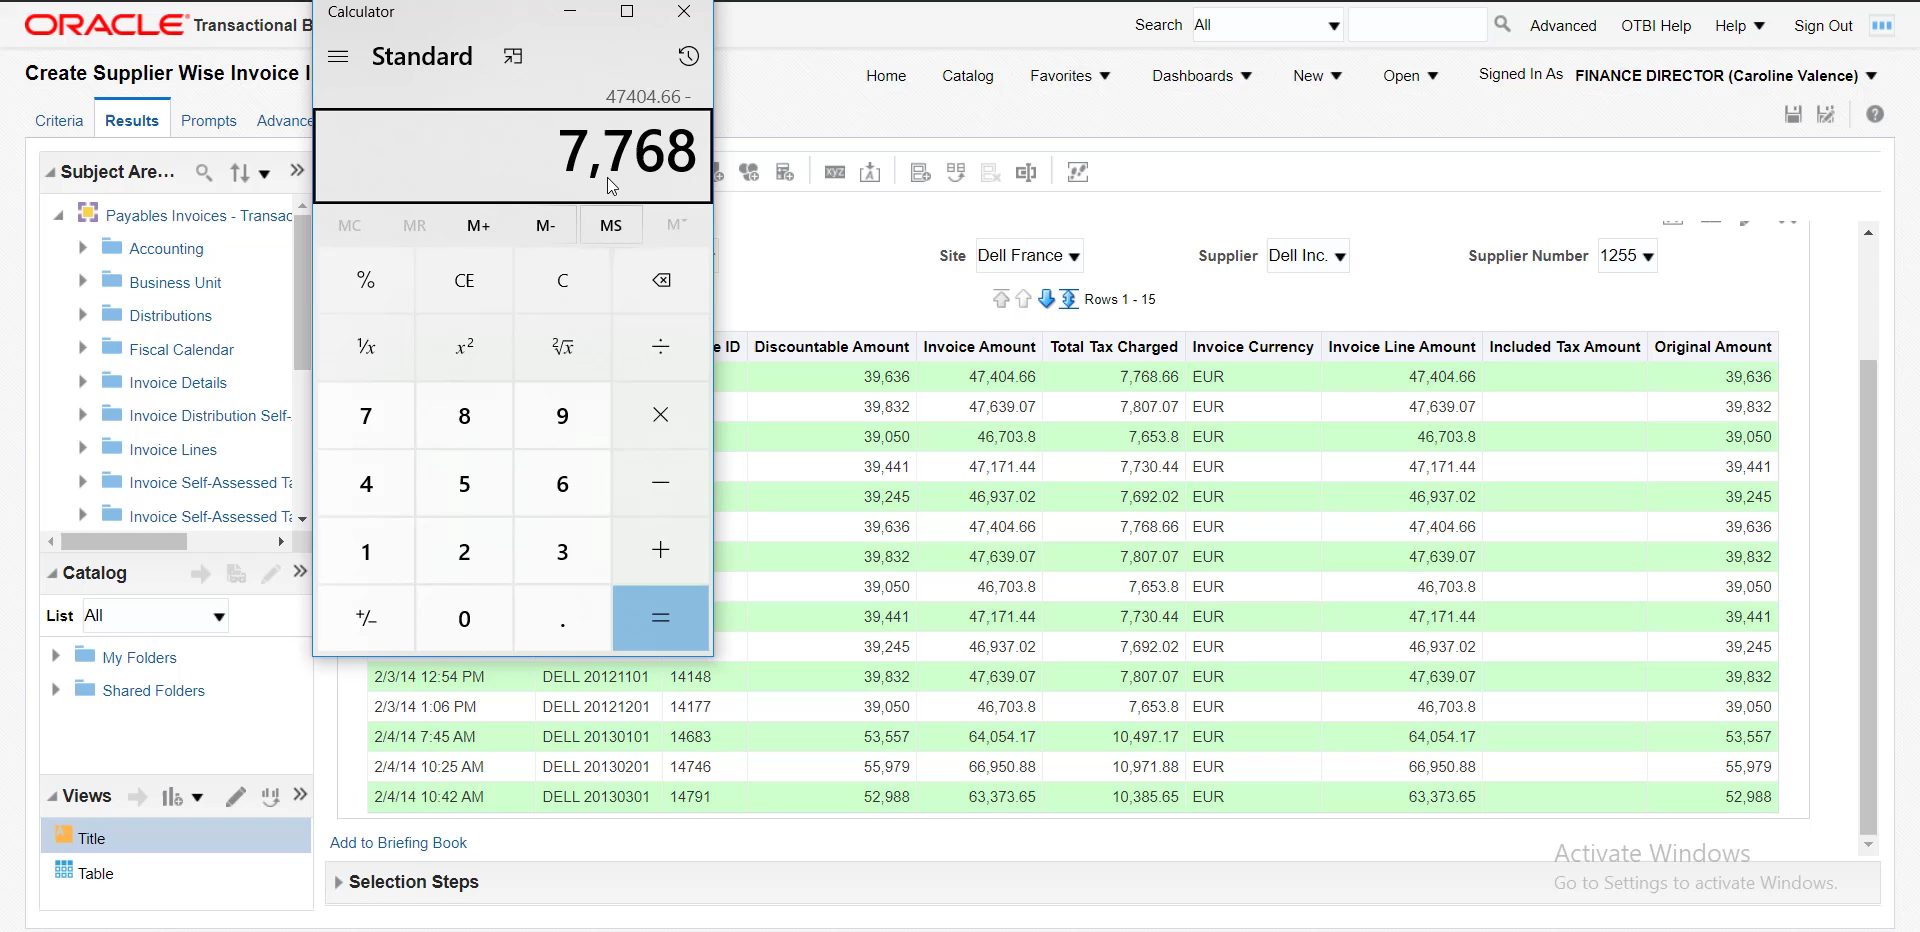 ORACLE Transactional B
Search All Advanced OTBI Help Help Sign Out
Create Supplier Wise Invoice I
Home Catalog Favorites Dashboards New Open Signed In As FINANCE DIRECTOR (Caroline Valence)
Criteria Results Prompts Advance
Calculator
Standard
47404.66 -
7,768
MC MR M+ M- MS M
% CE C
¹/x x² ²√x ÷
7 8 9 ×
4 5 6 −
1 2 3 +
+/− 0 . =
Subject Are...
Payables Invoices - Transac
Accounting
Business Unit
Distributions
Fiscal Calendar
Invoice Details
Invoice Distribution Self-
Invoice Lines
Invoice Self-Assessed Ta
Invoice Self-Assessed Ta
Catalog
List All
My Folders
Shared Folders
Views
Title
Table
xyz
Site Dell France Supplier Dell Inc. Supplier Number 1255
Rows 1 - 15
e ID Discountable Amount Invoice Amount Total Tax Charged Invoice Currency Invoice Line Amount Included Tax Amount Original Amount
39,636 47,404.66 7,768.66 EUR 47,404.66 39,636
39,832 47,639.07 7,807.07 EUR 47,639.07 39,832
39,050 46,703.8 7,653.8 EUR 46,703.8 39,050
39,441 47,171.44 7,730.44 EUR 47,171.44 39,441
39,245 46,937.02 7,692.02 EUR 46,937.02 39,245
39,636 47,404.66 7,768.66 EUR 47,404.66 39,636
39,832 47,639.07 7,807.07 EUR 47,639.07 39,832
39,050 46,703.8 7,653.8 EUR 46,703.8 39,050
39,441 47,171.44 7,730.44 EUR 47,171.44 39,441
39,245 46,937.02 7,692.02 EUR 46,937.02 39,245
2/3/14 12:54 PM DELL 20121101 14148 39,832 47,639.07 7,807.07 EUR 47,639.07 39,832
2/3/14 1:06 PM DELL 20121201 14177 39,050 46,703.8 7,653.8 EUR 46,703.8 39,050
2/4/14 7:45 AM DELL 20130101 14683 53,557 64,054.17 10,497.17 EUR 64,054.17 53,557
2/4/14 10:25 AM DELL 20130201 14746 55,979 66,950.88 10,971.88 EUR 66,950.88 55,979
2/4/14 10:42 AM DELL 20130301 14791 52,988 63,373.65 10,385.65 EUR 63,373.65 52,988
Add to Briefing Book
Selection Steps
Activate Windows
Go to Settings to activate Windows.